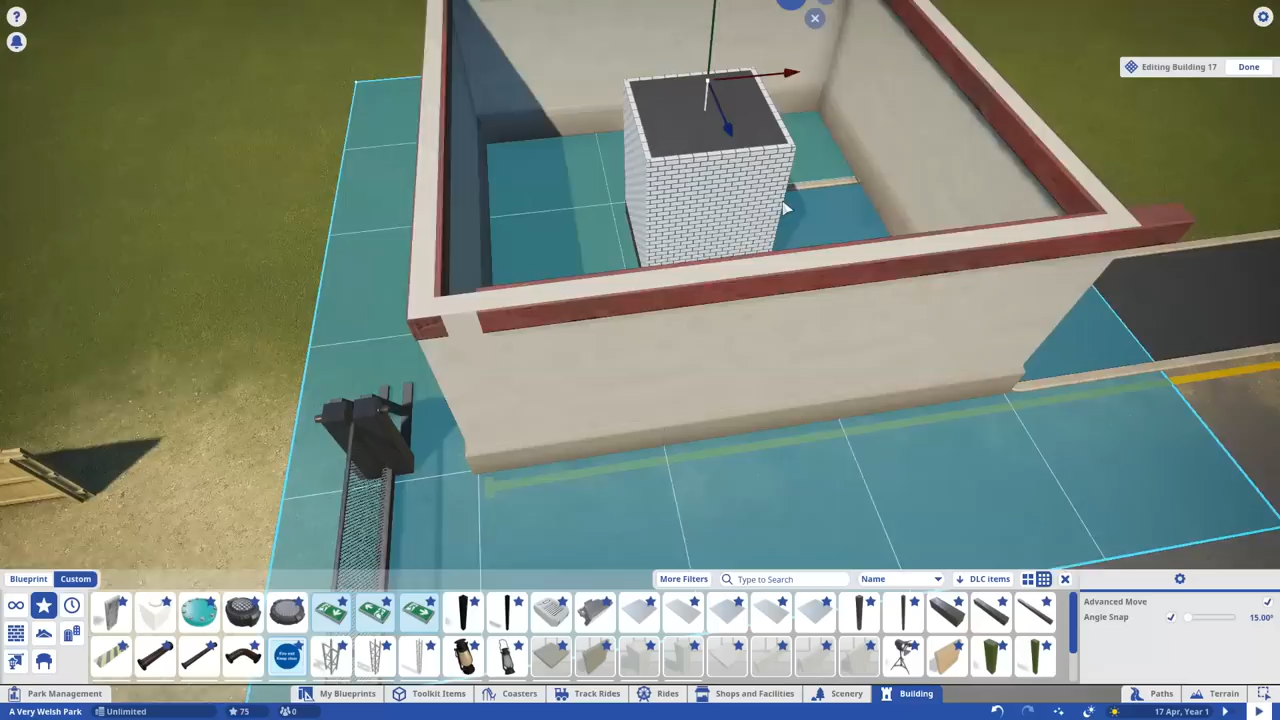 ?
Editing Building 17 Done
Blueprint Custom More Filters Type to Search Name DLC items
Advanced Move
Angle Snap 15.00°
Park Management My Blueprints Toolkit Items Coasters Track Rides Rides Shops and Facilities Scenery Building Paths Terrain
A Very Welsh Park Unlimited 75 0 17 Apr, Year 1